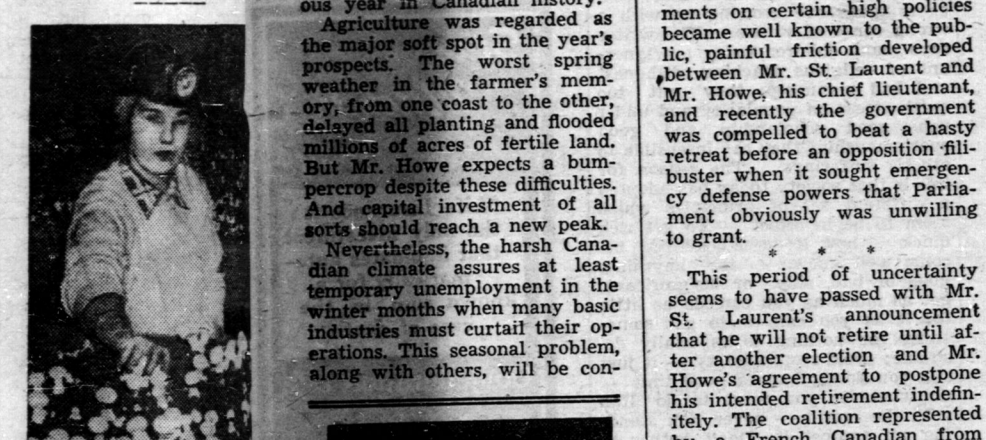 ous year in Canadian history.
Agriculture was regarded as
the major soft spot in the year's
prospects. The worst spring
weather in the farmer's mem-
ory, from one coast to the other,
delayed all planting and flooded
millions of acres of fertile land.
But Mr. Howe expects a bum-
percrop despite these difficulties.
And capital investment of all
sorts should reach a new peak.
Nevertheless, the harsh Cana-
dian climate assures at least
temporary unemployment in the
winter months when many basic
industries must curtail their op-
erations. This seasonal problem,
along with others, will be con-
ments on certain high policies
became well known to the pub-
lic, painful friction developed
between Mr. St. Laurent and
Mr. Howe, his chief lieutenant,
and recently the government
was compelled to beat a hasty
retreat before an opposition fili-
buster when it sought emergen-
cy defense powers that Parlia-
ment obviously was unwilling
to grant.
* * *
This period of uncertainty
seems to have passed with Mr.
St. Laurent's announcement
that he will not retire until af-
ter another election and Mr.
Howe's agreement to postpone
his intended retirement indefin-
itely. The coalition represented
by a French Canadian from